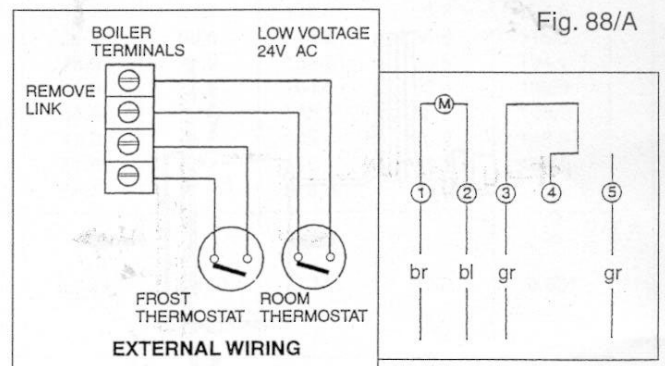 Fig. 88/A
BOILER
TERMINALS
LOW VOLTAGE
24V AC
REMOVE
LINK
FROST
THERMOSTAT
ROOM
THERMOSTAT
EXTERNAL WIRING
M
1 2 3 4 5
br bl gr gr